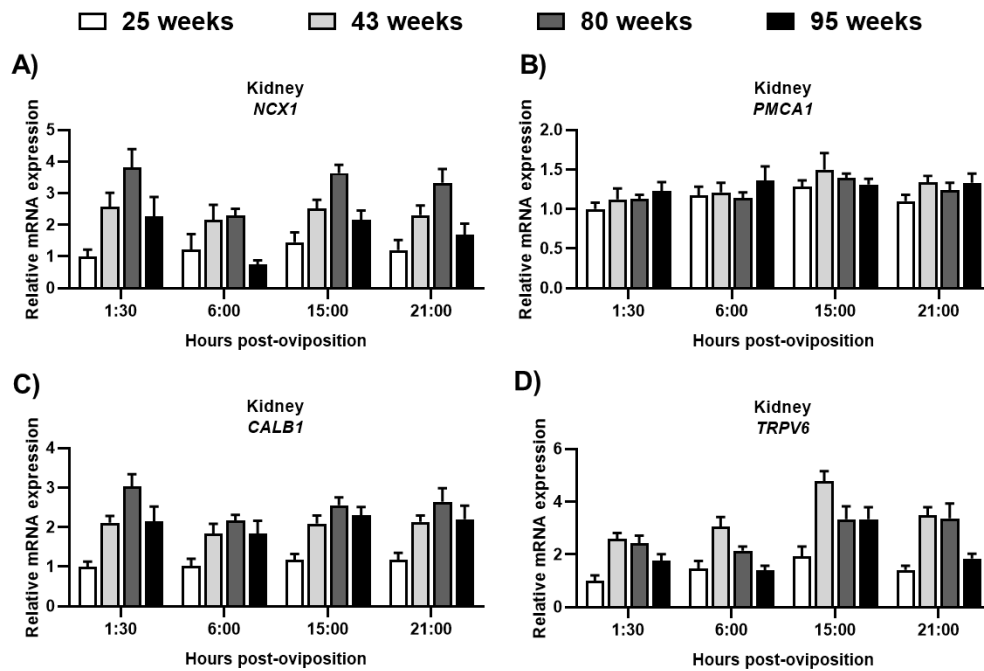 25 weeks 43 weeks 80 weeks 95 weeks
A)
Kidney
NCX1
Relative mRNA expression
5
4
3
2
1
0
1:30 6:00 15:00 21:00
Hours post-oviposition
B)
Kidney
PMCA1
Relative mRNA expression
2.0
1.5
1.0
0.5
0.0
1:30 6:00 15:00 21:00
Hours post-oviposition
C)
Kidney
CALB1
Relative mRNA expression
4
3
2
1
0
1:30 6:00 15:00 21:00
Hours post-oviposition
D)
Kidney
TRPV6
Relative mRNA expression
6
4
2
0
1:30 6:00 15:00 21:00
Hours post-oviposition